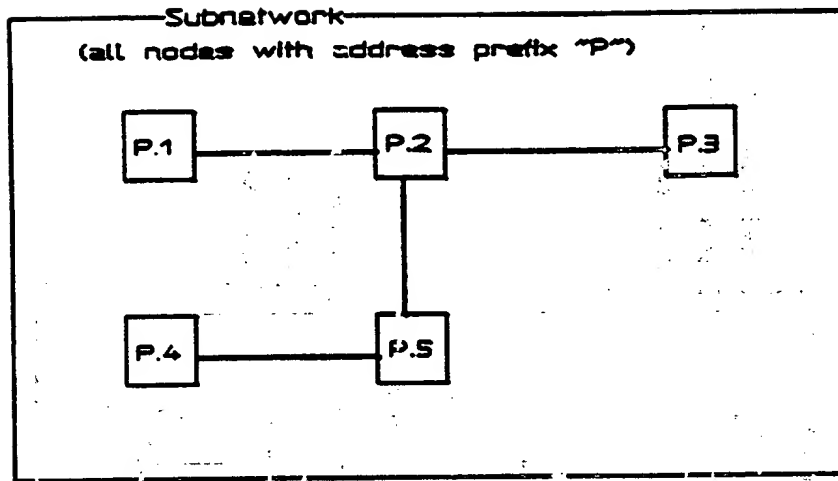 Subnetwork
(all nodes with address prefix "P")
P.1 P.2 P.3
P.4 P.5